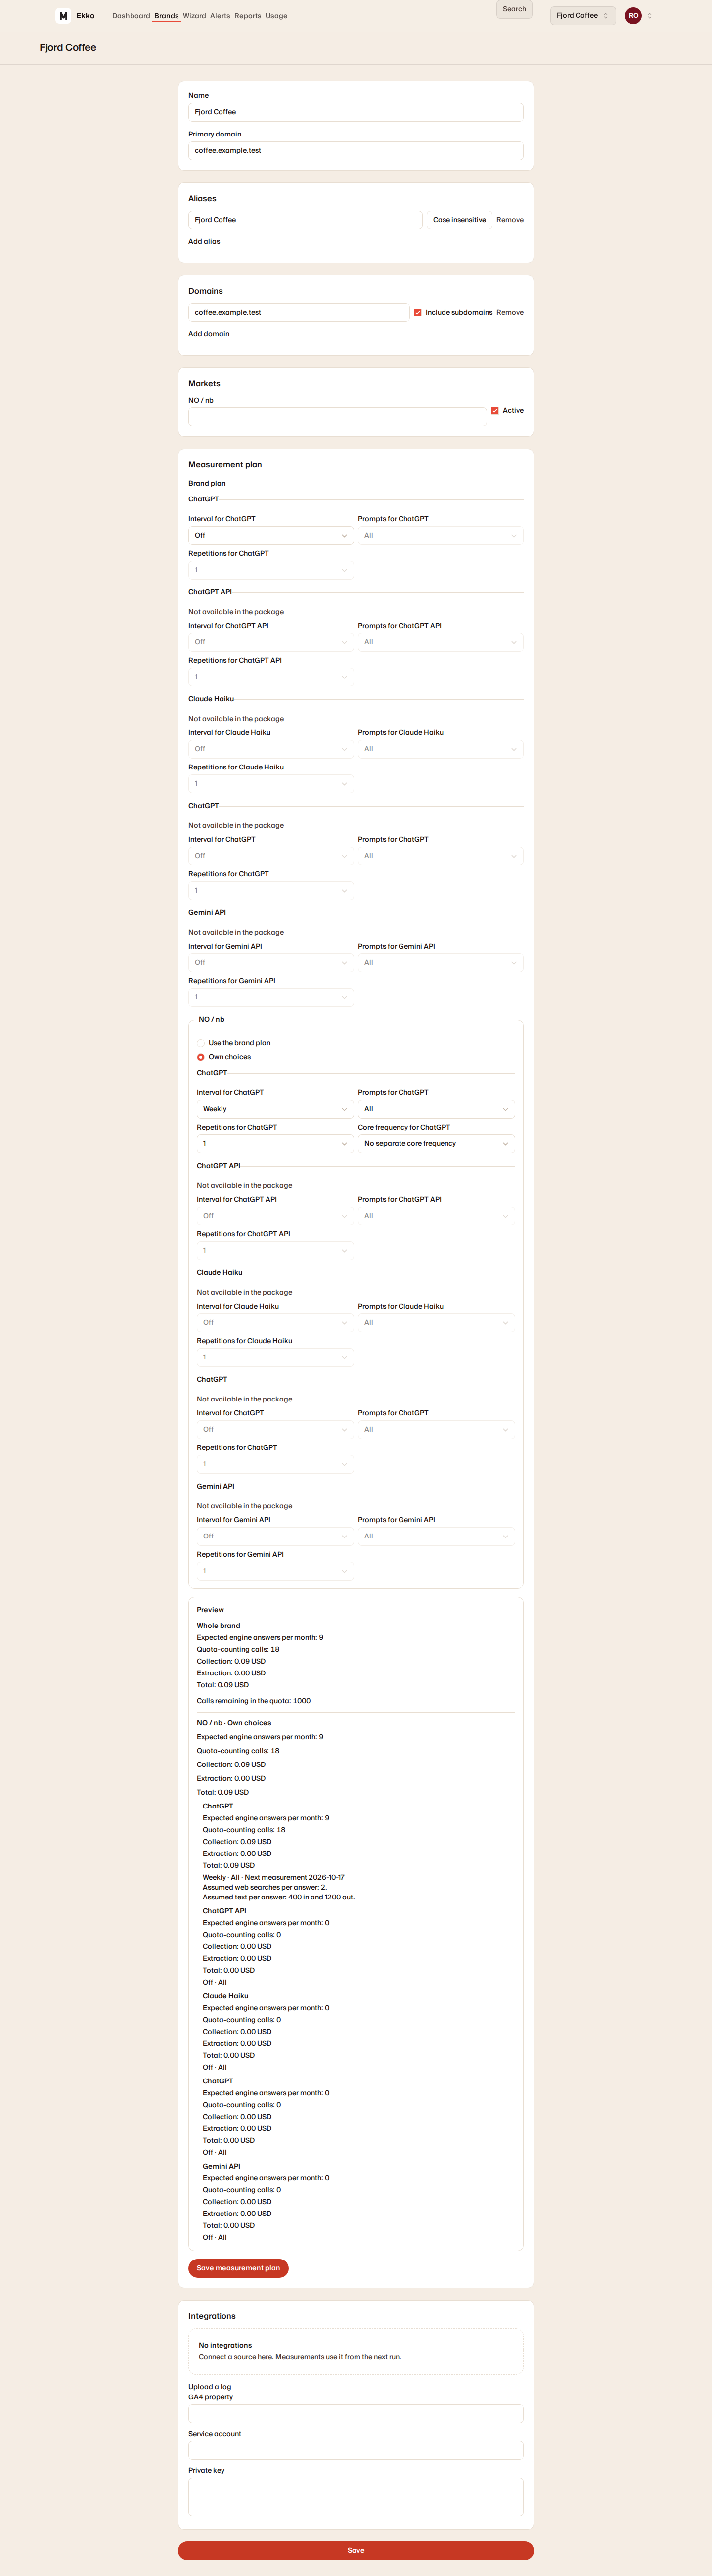 M Ekko Dashboard Brands Wizard Alerts Reports Usage Search Fjord Coffee RO
Fjord Coffee
Name
Fjord Coffee
Primary domain
coffee.example.test
Aliases
Fjord Coffee Case insensitive Remove
Add alias
Domains
coffee.example.test Include subdomains Remove
Add domain
Markets
NO / nb
Active
Measurement plan
Brand plan
ChatGPT
Interval for ChatGPT Prompts for ChatGPT
Off All
Repetitions for ChatGPT
1
ChatGPT API
Not available in the package
Interval for ChatGPT API Prompts for ChatGPT API
Off All
Repetitions for ChatGPT API
1
Claude Haiku
Not available in the package
Interval for Claude Haiku Prompts for Claude Haiku
Off All
Repetitions for Claude Haiku
1
ChatGPT
Not available in the package
Interval for ChatGPT Prompts for ChatGPT
Off All
Repetitions for ChatGPT
1
Gemini API
Not available in the package
Interval for Gemini API Prompts for Gemini API
Off All
Repetitions for Gemini API
1
NO / nb
Use the brand plan
Own choices
ChatGPT
Interval for ChatGPT Prompts for ChatGPT
Weekly All
Repetitions for ChatGPT Core frequency for ChatGPT
1 No separate core frequency
ChatGPT API
Not available in the package
Interval for ChatGPT API Prompts for ChatGPT API
Off All
Repetitions for ChatGPT API
1
Claude Haiku
Not available in the package
Interval for Claude Haiku Prompts for Claude Haiku
Off All
Repetitions for Claude Haiku
1
ChatGPT
Not available in the package
Interval for ChatGPT Prompts for ChatGPT
Off All
Repetitions for ChatGPT
1
Gemini API
Not available in the package
Interval for Gemini API Prompts for Gemini API
Off All
Repetitions for Gemini API
1
Preview
Whole brand
Expected engine answers per month: 9
Quota-counting calls: 18
Collection: 0.09 USD
Extraction: 0.00 USD
Total: 0.09 USD
Calls remaining in the quota: 1000
NO / nb · Own choices
Expected engine answers per month: 9
Quota-counting calls: 18
Collection: 0.09 USD
Extraction: 0.00 USD
Total: 0.09 USD
ChatGPT
Expected engine answers per month: 9
Quota-counting calls: 18
Collection: 0.09 USD
Extraction: 0.00 USD
Total: 0.09 USD
Weekly · All · Next measurement 2026-10-17
Assumed web searches per answer: 2.
Assumed text per answer: 400 in and 1200 out.
ChatGPT API
Expected engine answers per month: 0
Quota-counting calls: 0
Collection: 0.00 USD
Extraction: 0.00 USD
Total: 0.00 USD
Off · All
Claude Haiku
Expected engine answers per month: 0
Quota-counting calls: 0
Collection: 0.00 USD
Extraction: 0.00 USD
Total: 0.00 USD
Off · All
ChatGPT
Expected engine answers per month: 0
Quota-counting calls: 0
Collection: 0.00 USD
Extraction: 0.00 USD
Total: 0.00 USD
Off · All
Gemini API
Expected engine answers per month: 0
Quota-counting calls: 0
Collection: 0.00 USD
Extraction: 0.00 USD
Total: 0.00 USD
Off · All
Save measurement plan
Integrations
No integrations
Connect a source here. Measurements use it from the next run.
Upload a log
GA4 property
Service account
Private key
Save